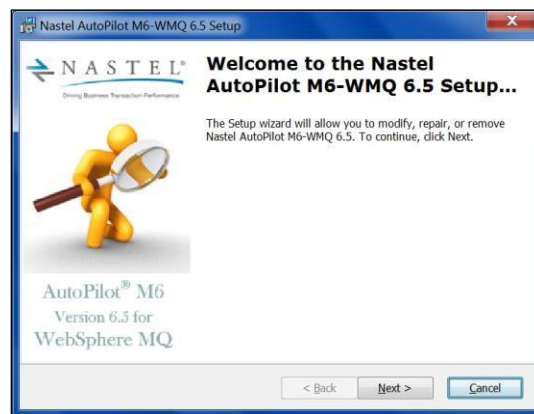 Nastel AutoPilot M6-WMQ 6.5 Setup
NASTEL®
Driving Business Transaction Performance
Welcome to the Nastel
AutoPilot M6-WMQ 6.5 Setup...
The Setup wizard will allow you to modify, repair, or remove
Nastel AutoPilot M6-WMQ 6.5. To continue, click Next.
AutoPilot® M6
Version 6.5 for
WebSphere MQ
< Back
Next >
Cancel